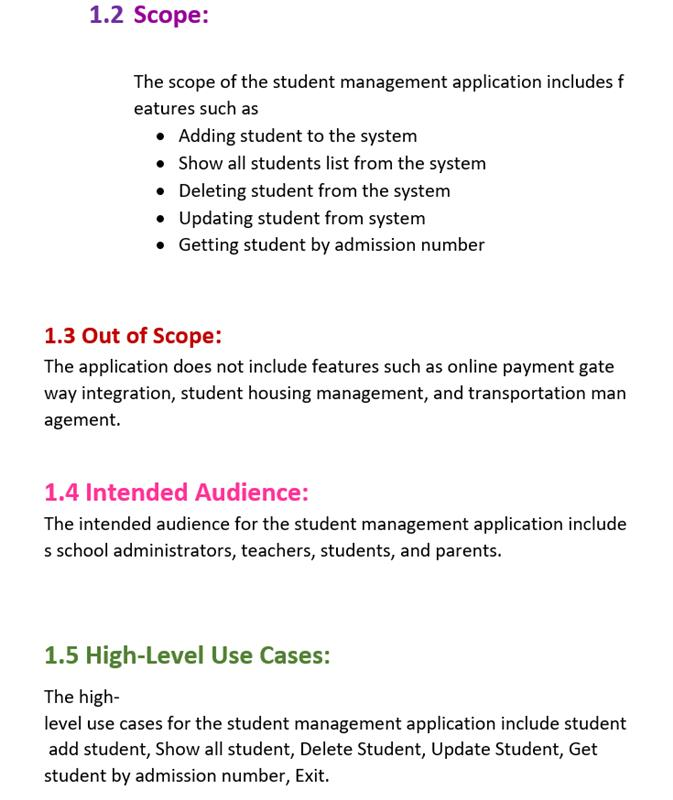 1.2 Scope:
The scope of the student management application includes f
eatures such as
• Adding student to the system
• Show all students list from the system
• Deleting student from the system
• Updating student from system
• Getting student by admission number
1.3 Out of Scope:
The application does not include features such as online payment gate
way integration, student housing management, and transportation man
agement.
1.4 Intended Audience:
The intended audience for the student management application include
s school administrators, teachers, students, and parents.
1.5 High-Level Use Cases:
The high-
level use cases for the student management application include student
add student, Show all student, Delete Student, Update Student, Get
student by admission number, Exit.